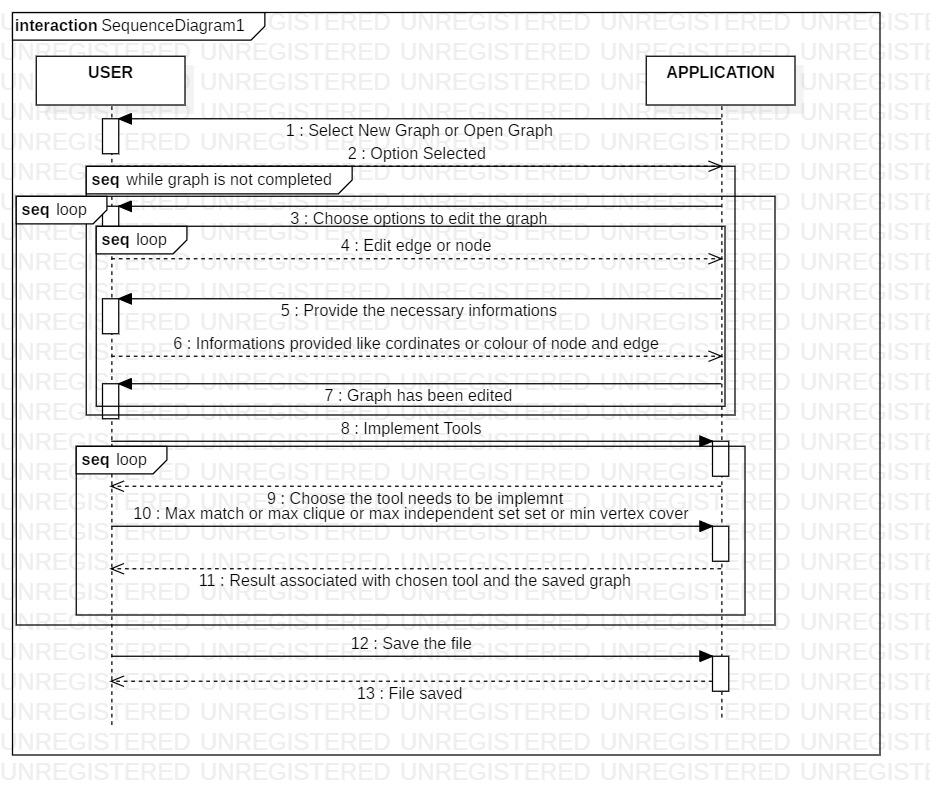 interaction SequenceDiagram1
USER
APPLICATION
1 : Select New Graph or Open Graph
2 : Option Selected
seq while graph is not completed
seq loop
3 : Choose options to edit the graph
seq loop
4 : Edit edge or node
5 : Provide the necessary informations
6 : Informations provided like cordinates or colour of node and edge
7 : Graph has been edited
8 : Implement Tools
seq loop
9 : Choose the tool needs to be implemnt
10 : Max match or max clique or max independent set set or min vertex cover
11 : Result associated with chosen tool and the saved graph
12 : Save the file
13 : File saved
UNREGISTERED UNREGISTERED UNREGISTERED UNREGISTERED UNREGISTERED